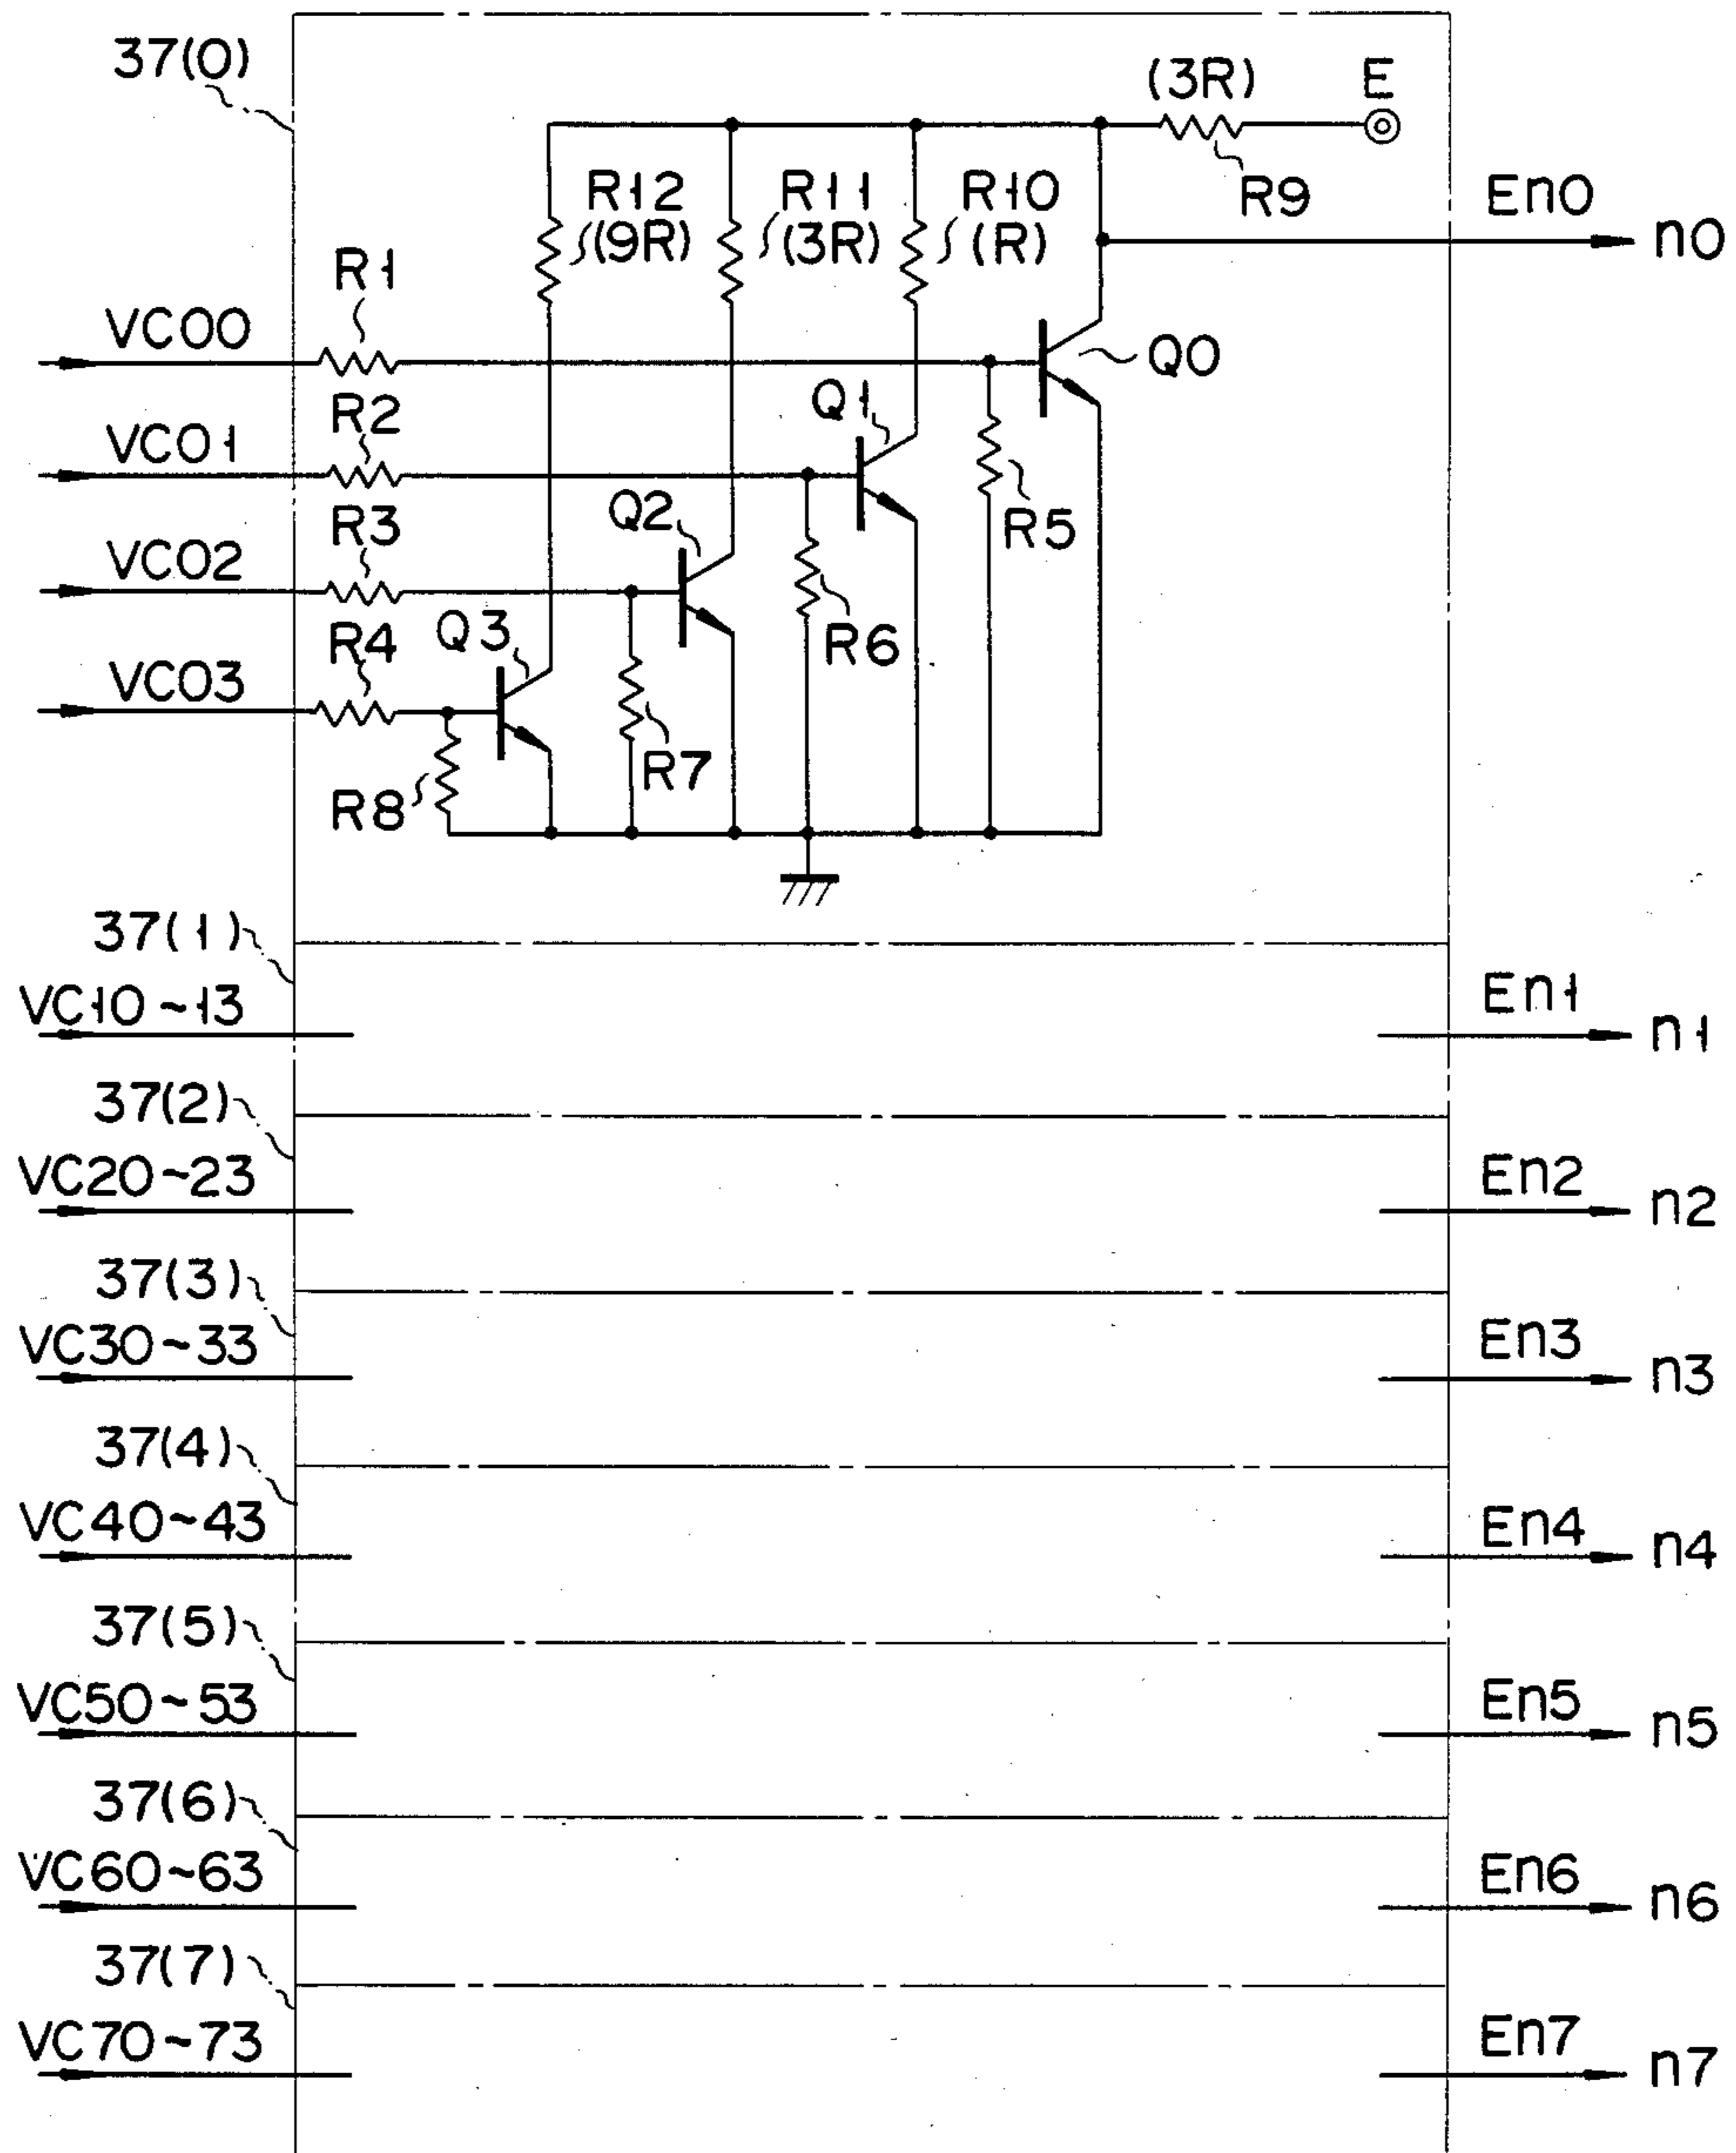 37(0)
(3R) E
R12 R11 R10 R9 En0
(9R) (3R) (R) n0
R1
VC00 Q0
R2 Q1
VC01
R3 Q2 R5
VC02
R4 Q3 R6
VC03
R7
R8
37(1)
VC10~13 En1 n1
37(2)
VC20~23 En2 n2
37(3)
VC30~33 En3 n3
37(4)
VC40~43 En4 n4
37(5)
VC50~53 En5 n5
37(6)
VC60~63 En6 n6
37(7)
VC70~73 En7 n7